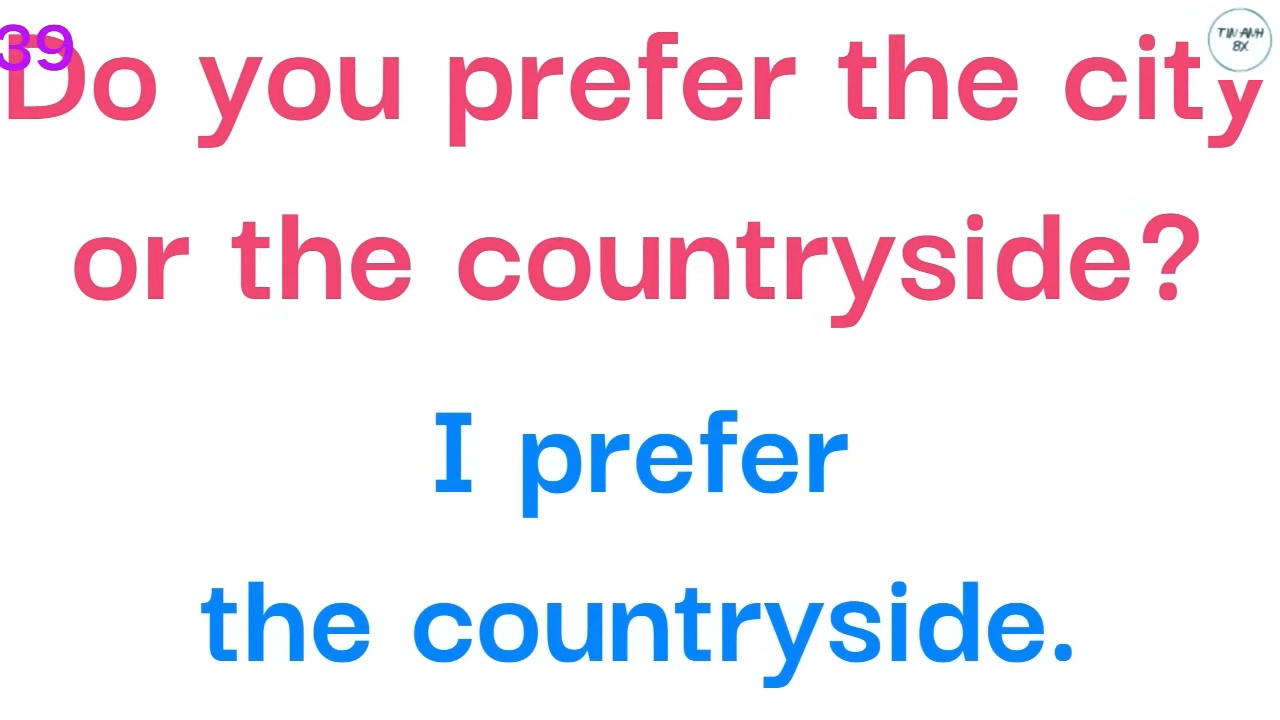 39
TIN ANH
8X
Do you prefer the city
or the countryside?
I prefer
the countryside.